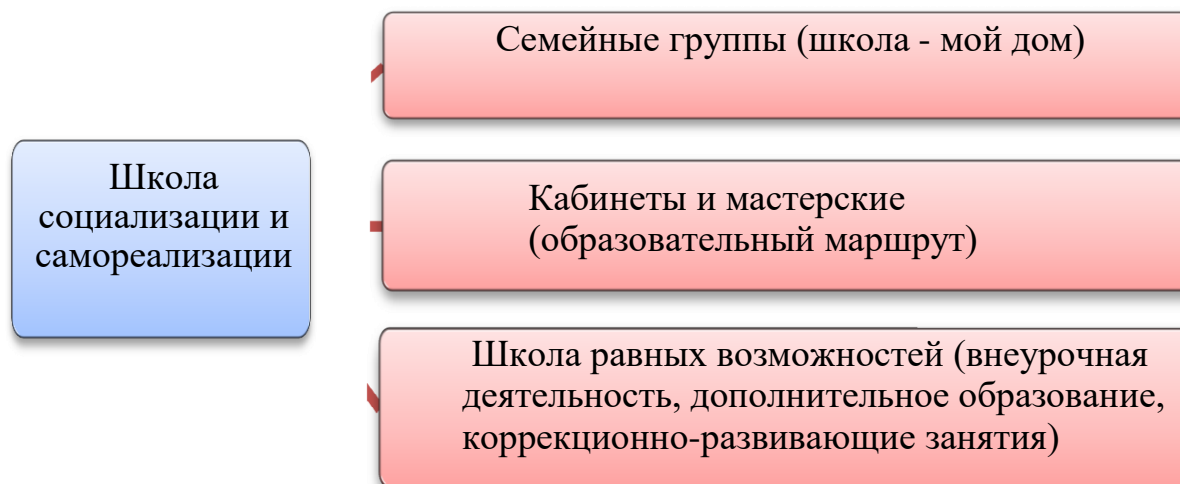 Семейные группы (школа - мой дом)
Школа
социализации и
самореализации
Кабинеты и мастерские
(образовательный маршрут)
Школа равных возможностей (внеурочная
деятельность, дополнительное образование,
коррекционно-развивающие занятия)